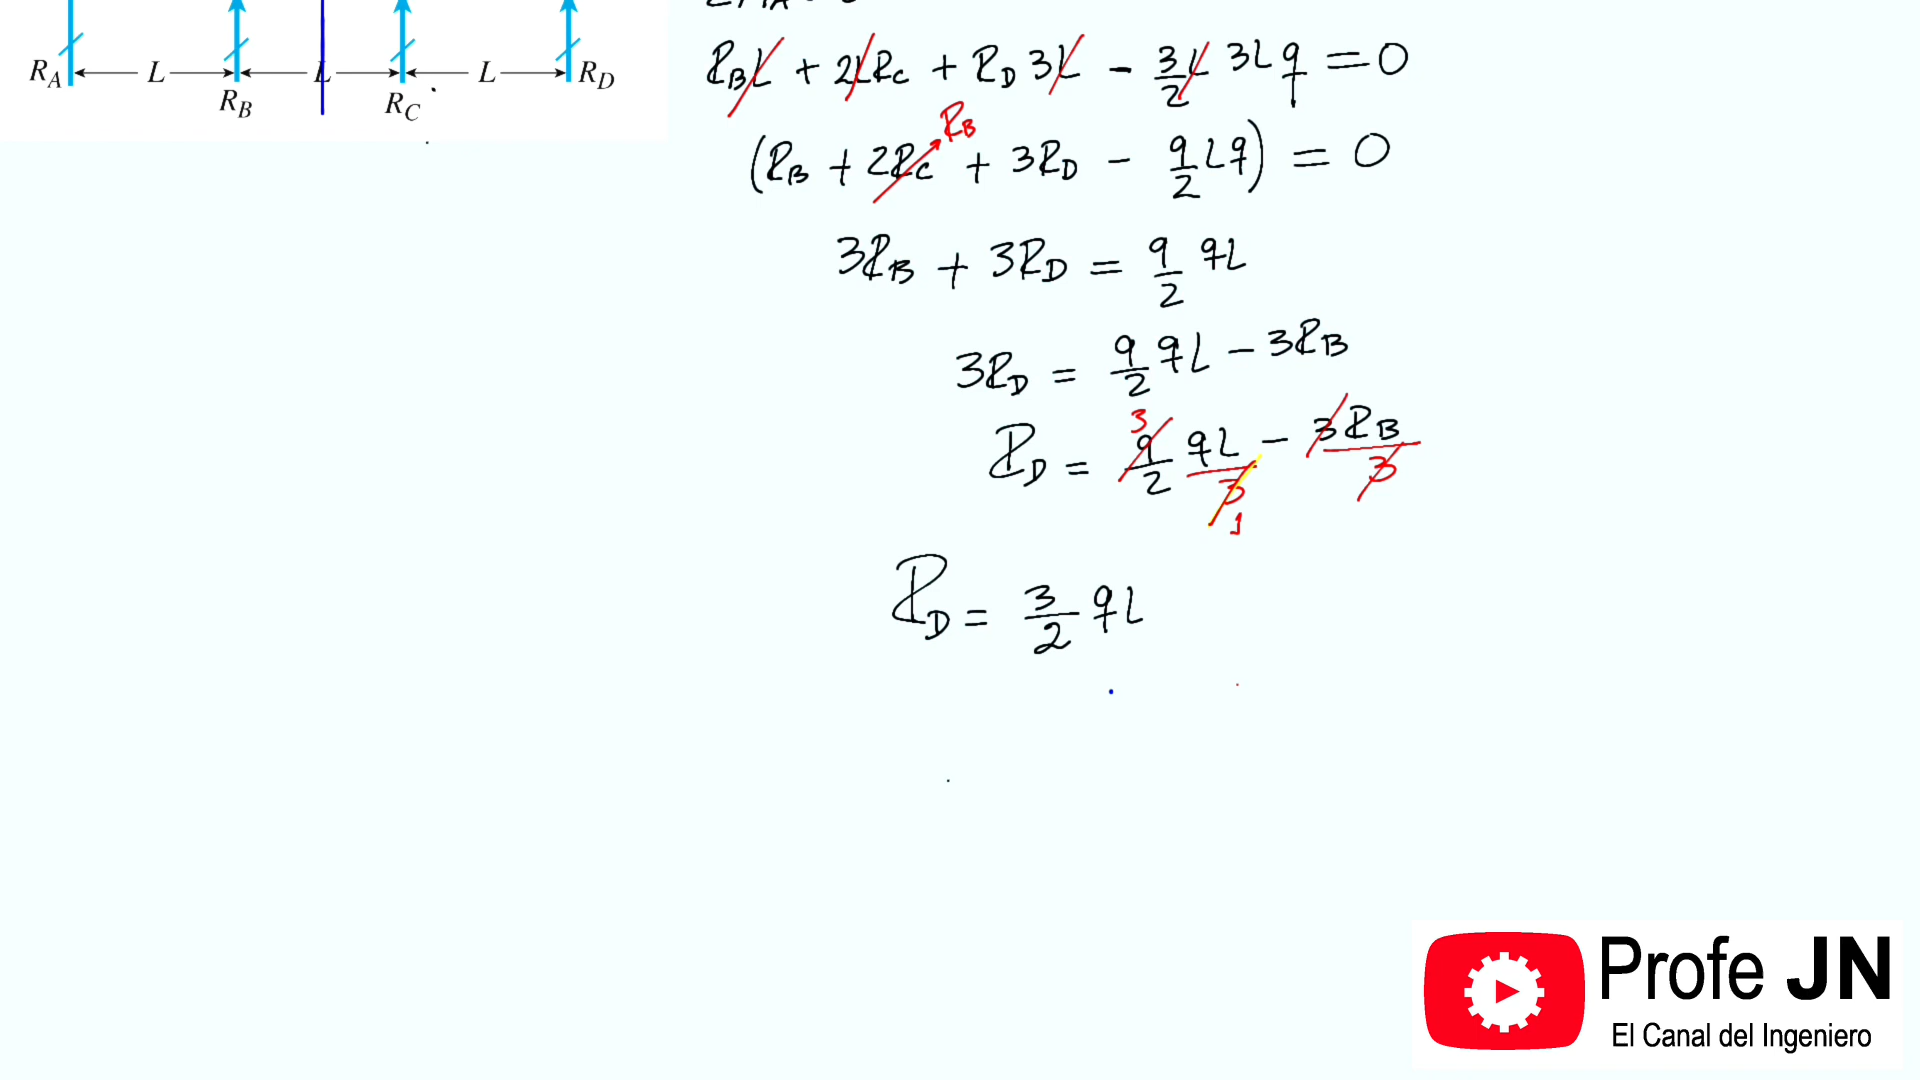 R_A L L L R_D
R_B R_C
R_B L + 2L R_C + R_D 3L - 3/2 L 3L q = 0
R_B
(R_B + 2R_C + 3R_D - 9/2 L q) = 0
3R_B + 3R_D = 9/2 qL
3R_D = 9/2 qL - 3R_B
3
R_D = 9/2 qL/3 - 3R_B/3
1
R_D = 3/2 qL
Profe JN
El Canal del Ingeniero